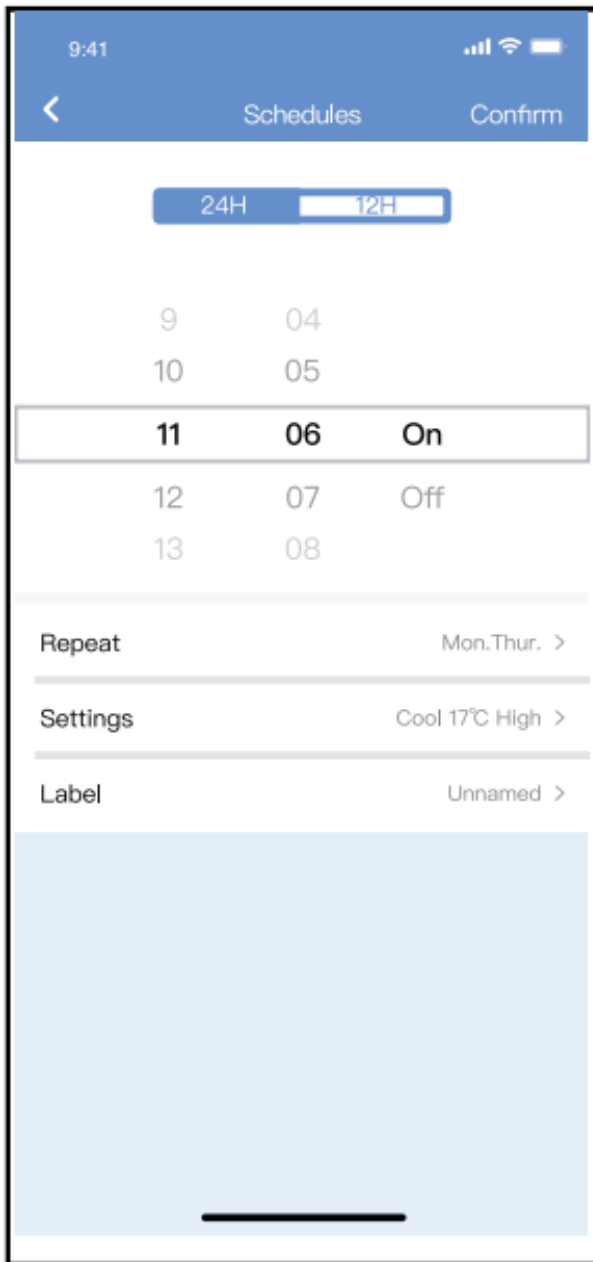 9:41
Schedules Confirm
24H 12H
9 04
10 05
11 06 On
12 07 Off
13 08
Repeat Mon.Thur. >
Settings Cool 17℃ High >
Label Unnamed >